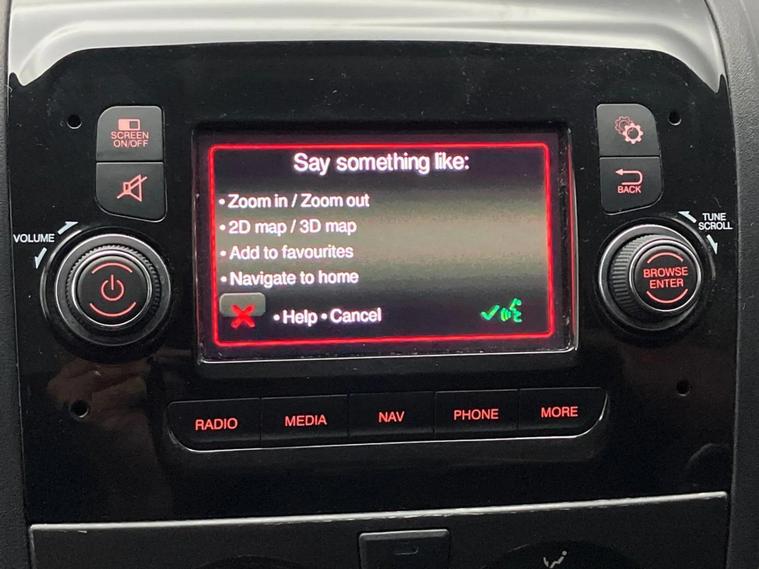 SCREEN
ON/OFF
VOLUME
Say something like:
• Zoom in / Zoom out
• 2D map / 3D map
• Add to favourites
• Navigate to home
• Help • Cancel
BACK
TUNE
SCROLL
BROWSE
ENTER
RADIO
MEDIA
NAV
PHONE
MORE